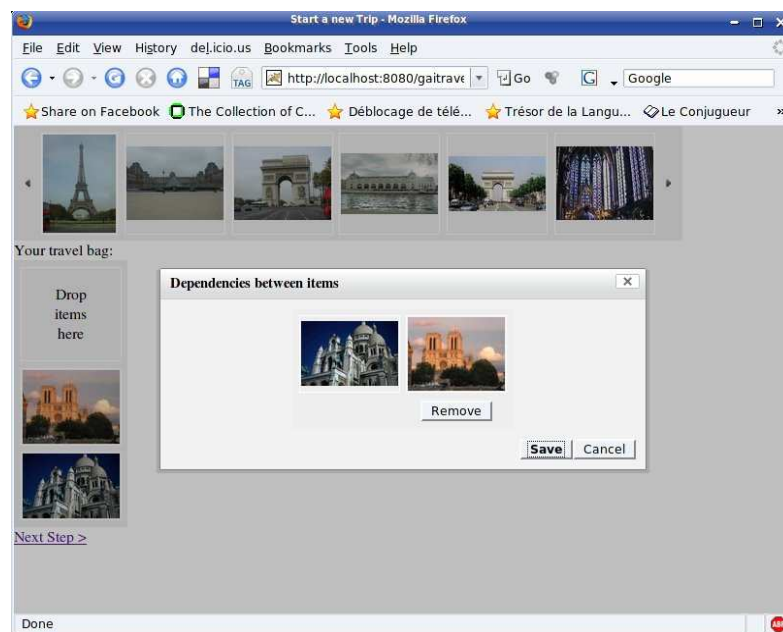 Start a new Trip - Mozilla Firefox
File Edit View History del.icio.us Bookmarks Tools Help
TAG http://localhost:8080/gaitrave Go G Google
Share on Facebook The Collection of C... Déblocage de télé... Trésor de la Langu... Le Conjugueur »
Your travel bag:
Drop
items
here
Dependencies between items
Remove
Save Cancel
Next Step >
Done ABP